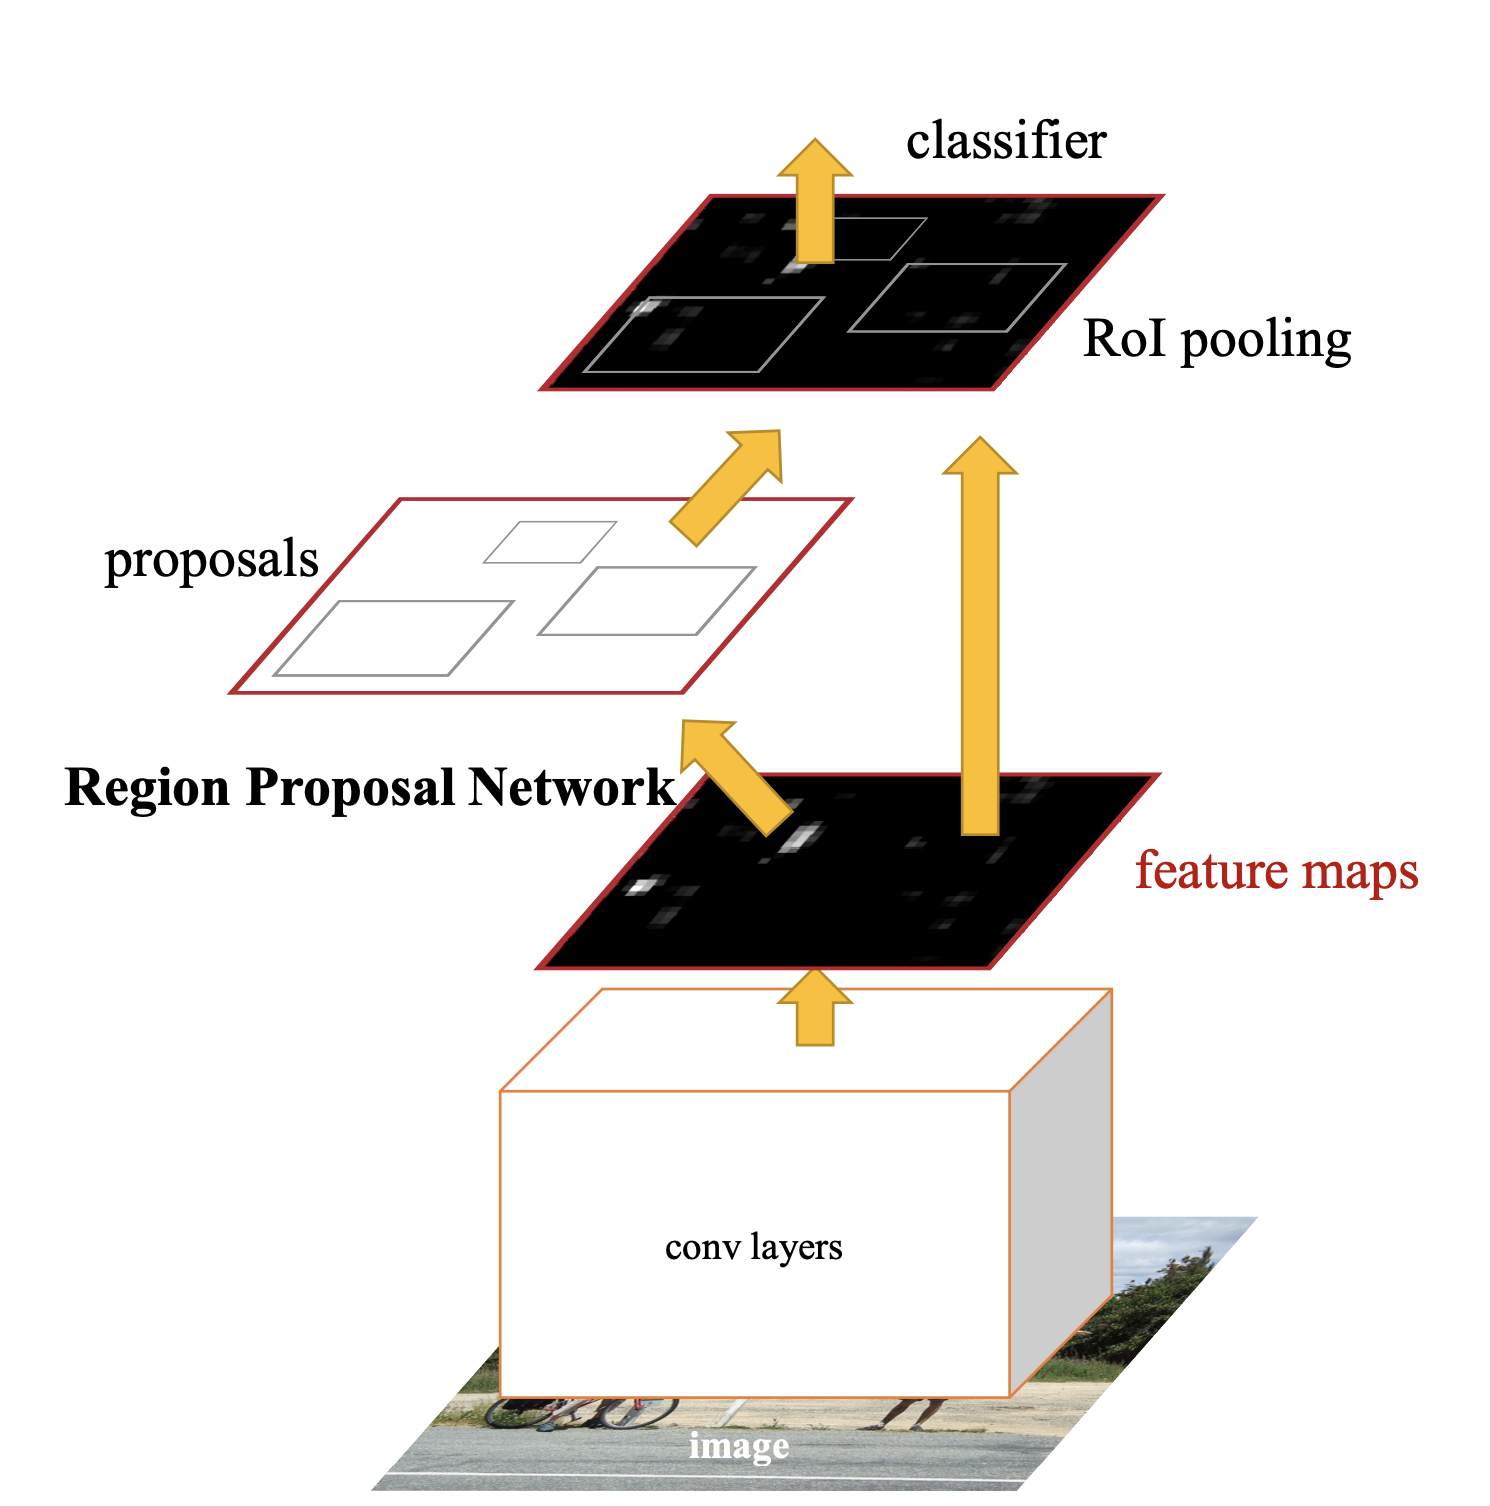 classifier
RoI pooling
proposals
Region Proposal Network
feature maps
conv layers
image